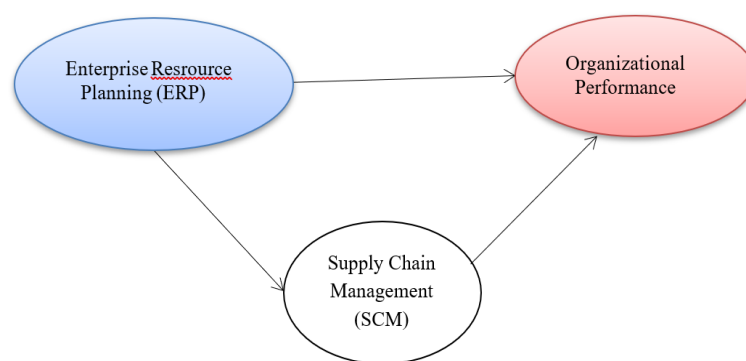 Enterprise Resrource
Planning (ERP)
Organizational
Performance
Supply Chain
Management
(SCM)